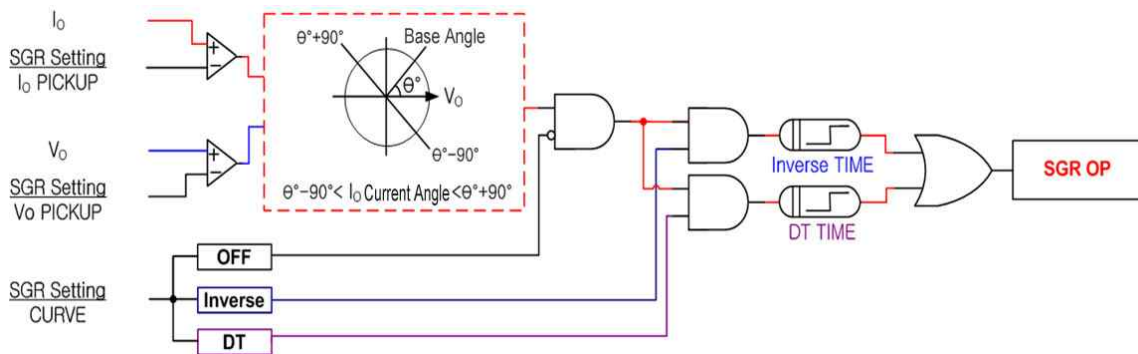 I₀
SGR Setting
I₀ PICKUP
+
−
V₀
SGR Setting
Vo PICKUP
+
−
Ɵ°+90°
Base Angle
Ɵ°
V₀
Ɵ°−90°
Ɵ°−90°< I₀ Current Angle <Ɵ°+90°
SGR Setting
CURVE
OFF
Inverse
DT
Inverse TIME
DT TIME
SGR OP